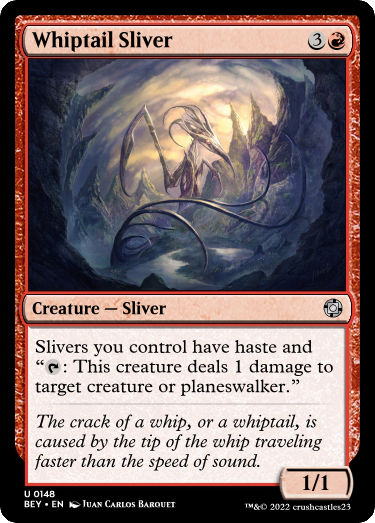 Whiptail Sliver 3
Creature — Sliver
Slivers you control have haste and
“: This creature deals 1 damage to
target creature or planeswalker.”
The crack of a whip, or a whiptail, is
caused by the tip of the whip traveling
faster than the speed of sound.
1/1
U 0148
BEY • EN Juan Carlos Barquet
™&© 2022 crushcastles23